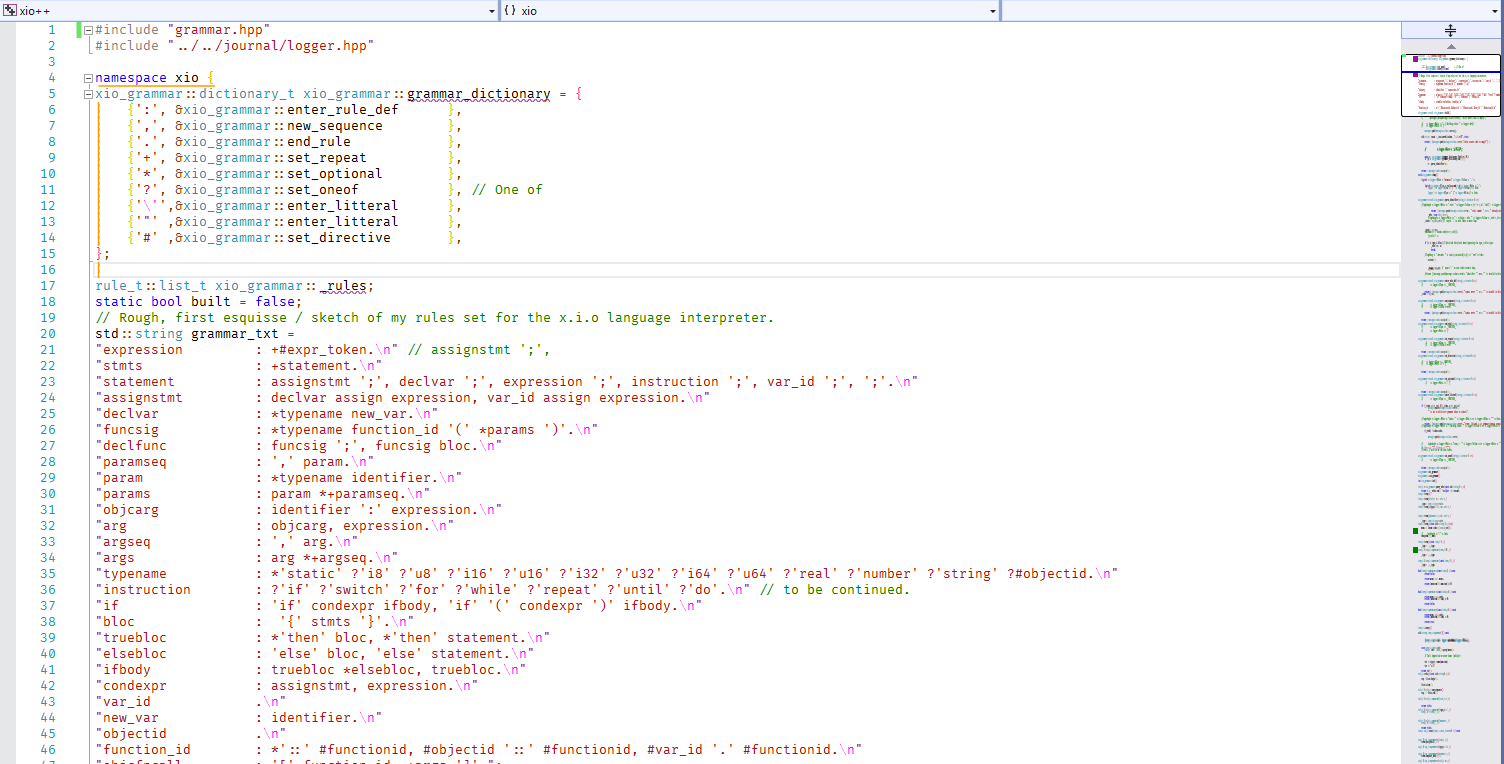 xio++
{} xio
1 #include "grammar.hpp"
2 #include "../../journal/logger.hpp"
3
4 namespace xio {
5 xio_grammar::dictionary_t xio_grammar::grammar_dictionary = {
6 {':', &xio_grammar::enter_rule_def },
7 {',', &xio_grammar::new_sequence },
8 {'.', &xio_grammar::end_rule },
9 {'+', &xio_grammar::set_repeat },
10 {'*', &xio_grammar::set_optional },
11 {'?', &xio_grammar::set_oneof }, // One of
12 {'\'',&xio_grammar::enter_litteral },
13 {'"' ,&xio_grammar::enter_litteral },
14 {'#' ,&xio_grammar::set_directive },
15 };
16
17 rule_t::list_t xio_grammar::_rules;
18 static bool built = false;
19 // Rough, first esquisse / sketch of my rules set for the x.i.o language interpreter.
20 std::string grammar_txt =
21 "expression : +#expr_token.\n" // assignstmt ';',
22 "stmts : +statement.\n"
23 "statement : assignstmt ';', declvar ';', expression ';', instruction ';', var_id ';', ';'.\n"
24 "assignstmt : declvar assign expression, var_id assign expression.\n"
25 "declvar : *typename new_var.\n"
26 "funcsig : *typename function_id '(' *params ')'.\n"
27 "declfunc : funcsig ';', funcsig bloc.\n"
28 "paramseq : ',' param.\n"
29 "param : *typename identifier.\n"
30 "params : param *+paramseq.\n"
31 "objcarg : identifier ':' expression.\n"
32 "arg : objcarg, expression.\n"
33 "argseq : ',' arg.\n"
34 "args : arg *+argseq.\n"
35 "typename : *'static' ?'i8' ?'u8' ?'i16' ?'u16' ?'i32' ?'u32' ?'i64' ?'u64' ?'real' ?'number' ?'string' ?#objectid.\n"
36 "instruction : ?'if' ?'switch' ?'for' ?'while' ?'repeat' ?'until' ?'do'.\n" // to be continued.
37 "if : 'if' condexpr ifbody, 'if' '(' condexpr ')' ifbody.\n"
38 "bloc : '{' stmts '}'.\n"
39 "truebloc : *'then' bloc, *'then' statement.\n"
40 "elsebloc : 'else' bloc, 'else' statement.\n"
41 "ifbody : truebloc *elsebloc, truebloc.\n"
42 "condexpr : assignstmt, expression.\n"
43 "var_id .\n"
44 "new_var : identifier.\n"
45 "objectid .\n"
46 "function_id : *'::' #functionid, #objectid '::' #functionid, #var_id '.' #functionid.\n"